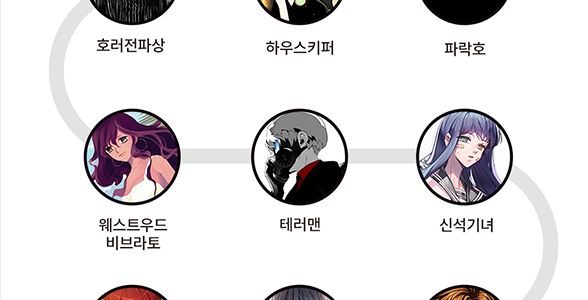 호러전파상
하우스키퍼
파락호
웨스트우드
비브라토
테러맨
신석기녀